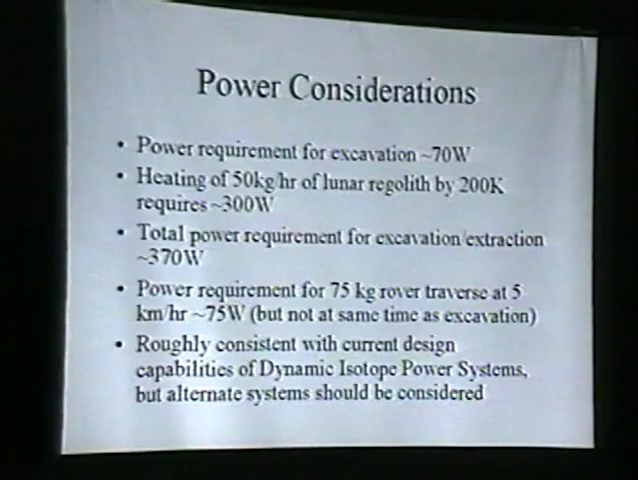 Power Considerations
• Power requirement for excavation ~70W
• Heating of 50kg/hr of lunar regolith by 200K
requires ~300W
• Total power requirement for excavation/extraction
~370W
• Power requirement for 75 kg rover traverse at 5
km/hr ~75W (but not at same time as excavation)
• Roughly consistent with current design
capabilities of Dynamic Isotope Power Systems,
but alternate systems should be considered